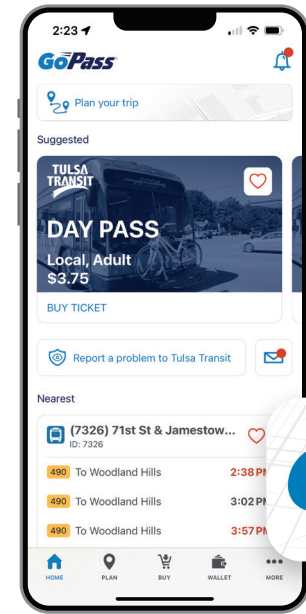 2:23
GoPass
Plan your trip
Suggested
TULSA
TRANSIT
DAY PASS
Local, Adult
$3.75
BUY TICKET
Report a problem to Tulsa Transit
Nearest
(7326) 71st St & Jamestow...
ID: 7326
490 To Woodland Hills 2:38 PM
490 To Woodland Hills 3:02 PM
490 To Woodland Hills 3:57 PM
HOME PLAN BUY WALLET MORE